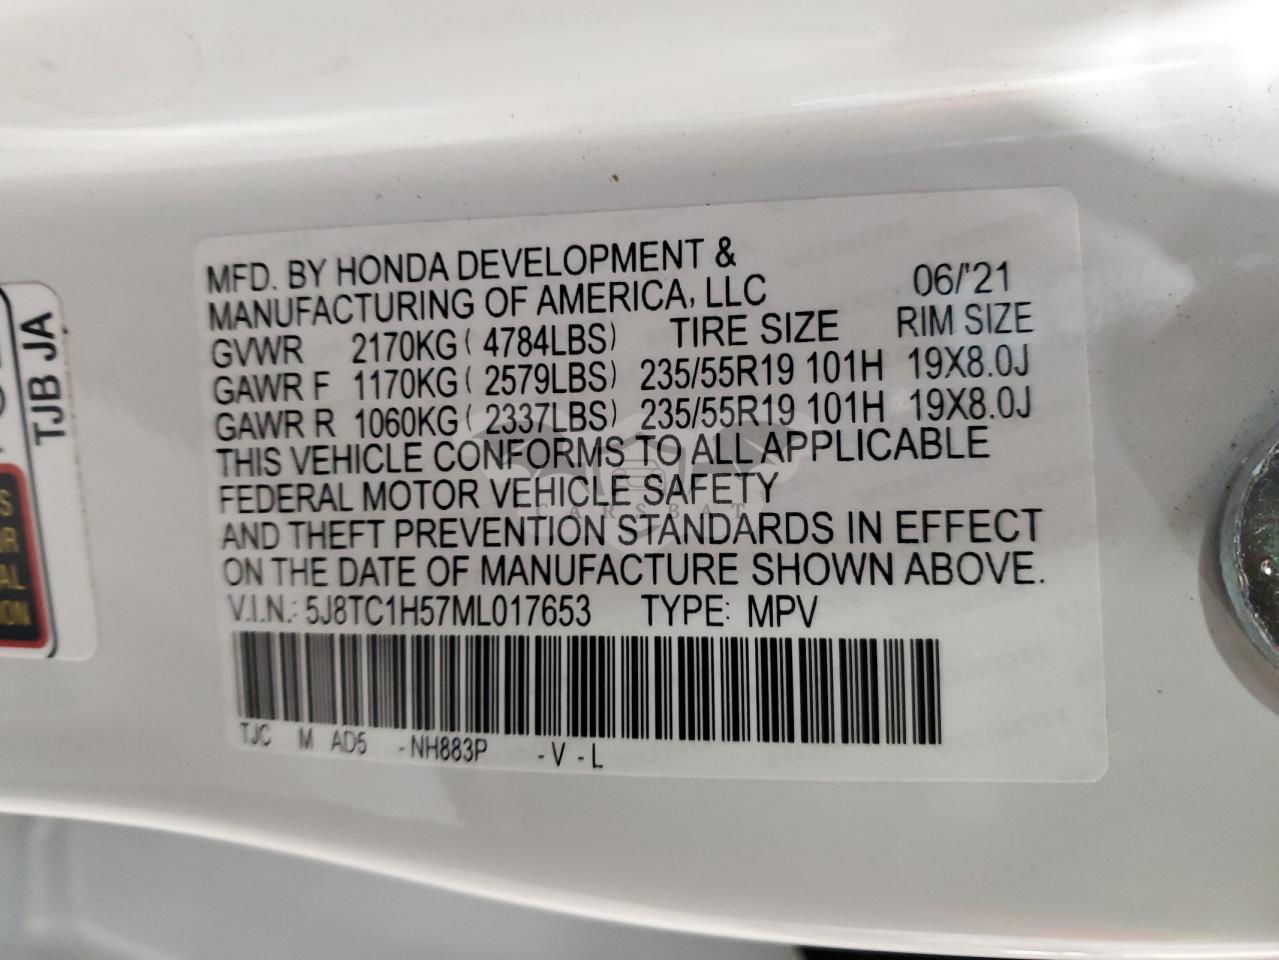 MFD. BY HONDA DEVELOPMENT &
MANUFACTURING OF AMERICA, LLC 06/'21
GVWR 2170KG ( 4784LBS) TIRE SIZE RIM SIZE
GAWR F 1170KG ( 2579LBS) 235/55R19 101H 19X8.0J
GAWR R 1060KG ( 2337LBS) 235/55R19 101H 19X8.0J
THIS VEHICLE CONFORMS TO ALL APPLICABLE
FEDERAL MOTOR VEHICLE SAFETY
AND THEFT PREVENTION STANDARDS IN EFFECT
ON THE DATE OF MANUFACTURE SHOWN ABOVE.
V.I.N.: 5J8TC1H57ML017653 TYPE: MPV
TJC M AD5 -NH883P -V -L
TJB JA
CARSBAT